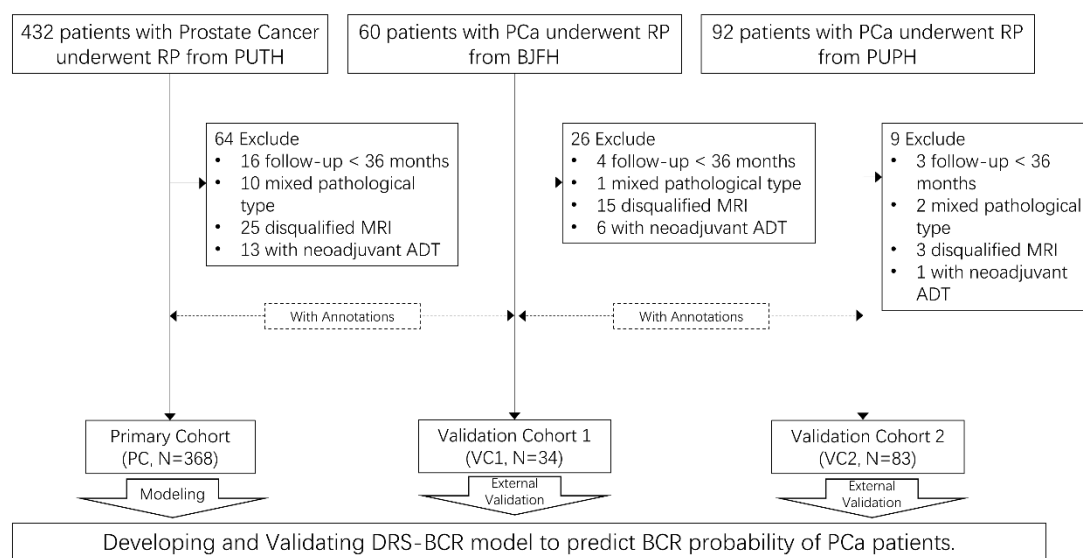 432 patients with Prostate Cancer
underwent RP from PUTH
60 patients with PCa underwent RP
from BJFH
92 patients with PCa underwent RP
from PUPH
64 Exclude
• 16 follow-up < 36 months
• 10 mixed pathological
type
• 25 disqualified MRI
• 13 with neoadjuvant ADT
26 Exclude
• 4 follow-up < 36 months
• 1 mixed pathological type
• 15 disqualified MRI
• 6 with neoadjuvant ADT
9 Exclude
• 3 follow-up < 36
months
• 2 mixed pathological
type
• 3 disqualified MRI
• 1 with neoadjuvant
ADT
With Annotations
With Annotations
Primary Cohort
(PC, N=368)
Validation Cohort 1
(VC1, N=34)
Validation Cohort 2
(VC2, N=83)
Modeling
External
Validation
External
Validation
Developing and Validating DRS-BCR model to predict BCR probability of PCa patients.